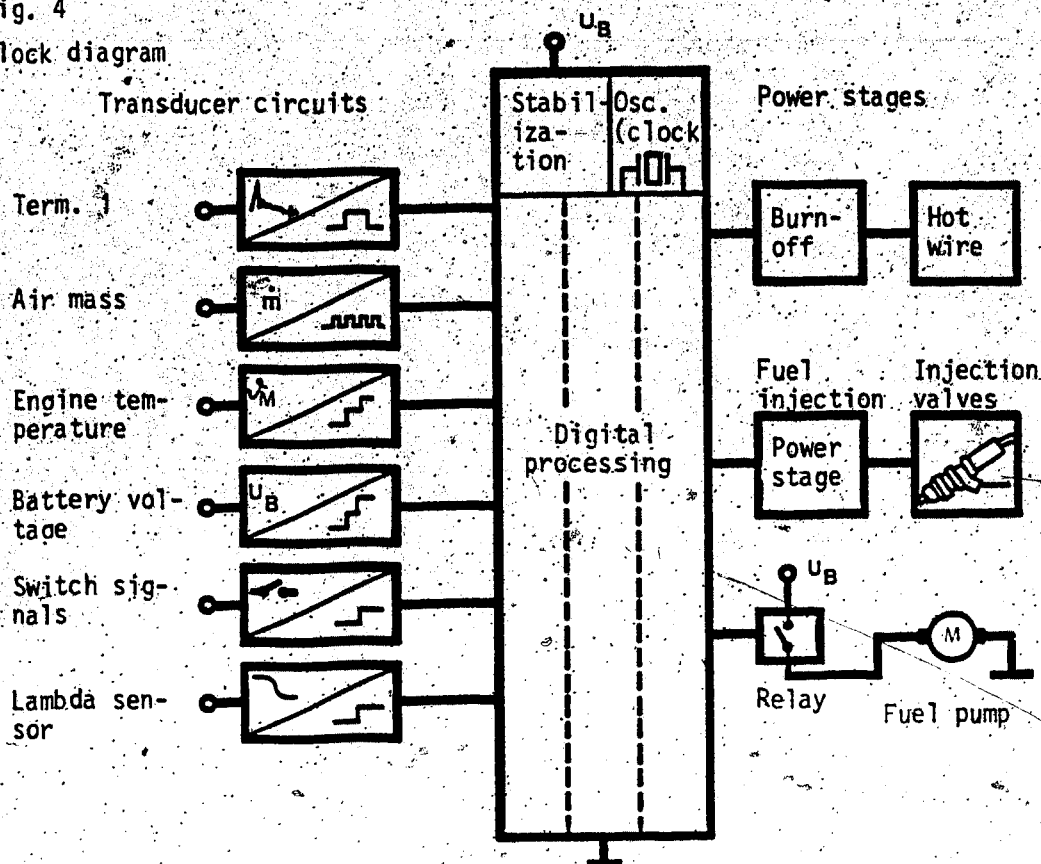 ig. 4
lock diagram
Transducer circuits
Term. 1
Air mass
ṁ
Engine tem-
perature
M
Battery vol-
tage
U_B
Switch sig-
nals
Lambda sen-
sor
U_B
Stabil-
iza-
tion
Osc.
(clock
Digital
processing
Power stages
Burn-
off
Hot
wire
Fuel
injection
Injection
valves
Power
stage
U_B
Relay
M
Fuel pump